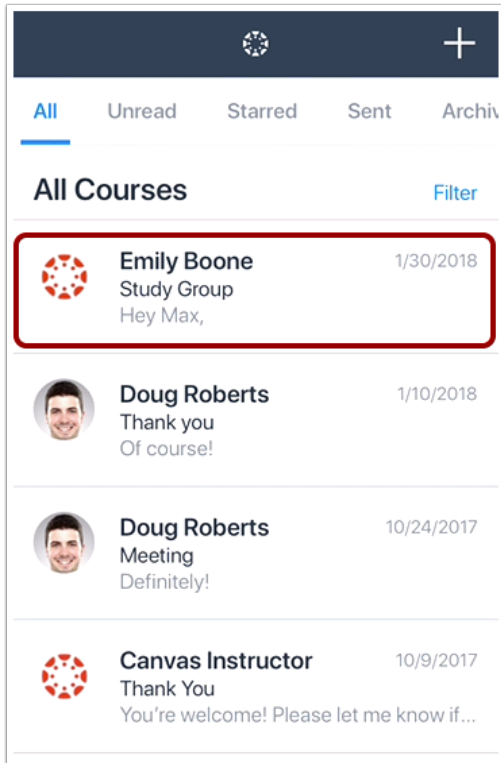 All Unread Starred Sent Archiv
All Courses Filter
Emily Boone 1/30/2018
Study Group
Hey Max,
Doug Roberts 1/10/2018
Thank you
Of course!
Doug Roberts 10/24/2017
Meeting
Definitely!
Canvas Instructor 10/9/2017
Thank You
You're welcome! Please let me know if...